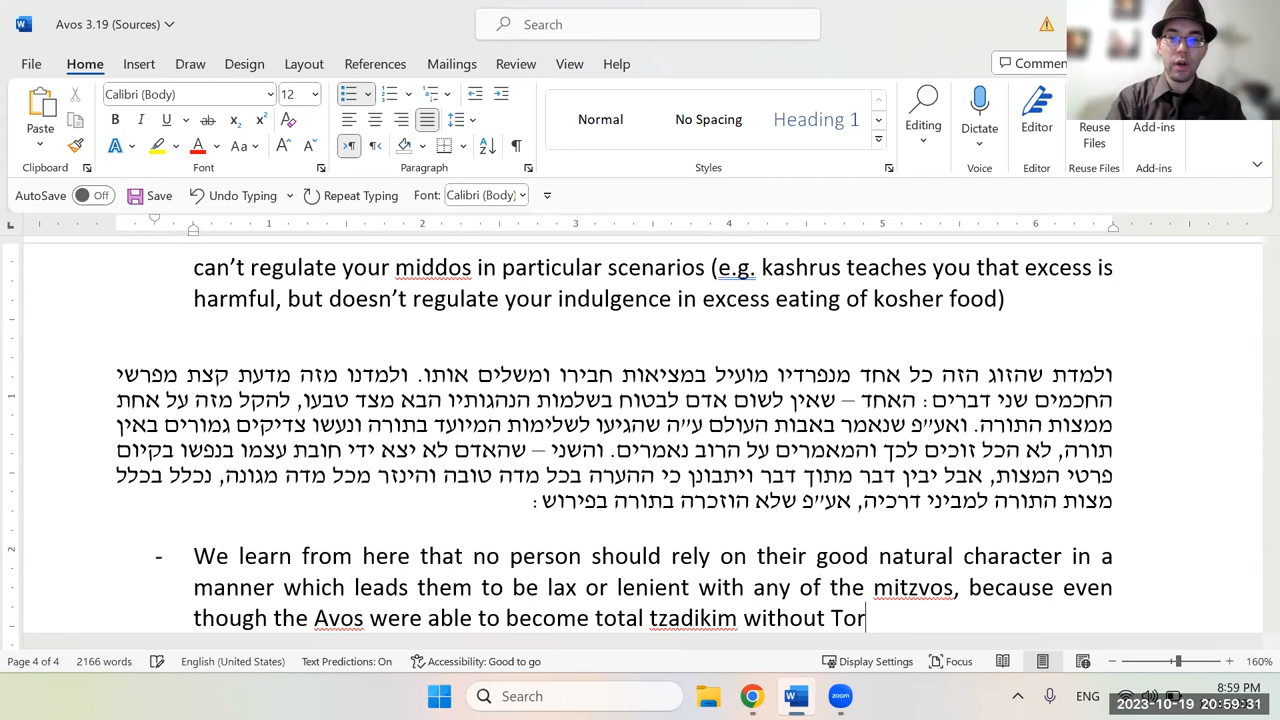 Avos 3.19 (Sources)
Search
File Home Insert Draw Design Layout References Mailings Review View Help
Calibri (Body) 12
Paste
Aa
Normal No Spacing Heading 1
Editing
Dictate
Editor
Reuse Files
Add-ins
Clipboard Font Paragraph Styles Voice Editor Reuse Files Add-ins
AutoSave Off Save Undo Typing Repeat Typing Font: Calibri (Body)
1 2 3 4 5 6
can’t regulate your middos in particular scenarios (e.g. kashrus teaches you that excess is
harmful, but doesn’t regulate your indulgence in excess eating of kosher food)
ולמדת שהזוג הזה כל אחד מנפרדיו מועיל במציאות חבירו ומשלים אותו. ולמדנו מזה מדעת קצת מפרשי
החכמים שני דברים: האחד – שאין לשום אדם לבטוח בשלמות הנהגותיו הבא מצד טבעו, להקל מזה על אחת
ממצות התורה. ואע״פ שנאמר באבות העולם ע״ה שהגיעו לשלימות המיועד בתורה ונעשו צדיקים גמורים באין
תורה, לא הכל זוכים לכך והמאמרים על הרוב נאמרים. והשני – שהאדם לא יצא ידי חובת עצמו בנפשו בקיום
פרטי המצות, אבל יבין דבר מתוך דבר ויתבונן כי ההערה בכל מדה טובה והינזר מכל מדה מגונה, נכלל בכלל
מצות התורה למביני דרכיה, אע״פ שלא הוזכרה בתורה בפירוש:
- We learn from here that no person should rely on their good natural character in a
manner which leads them to be lax or lenient with any of the mitzvos, because even
though the Avos were able to become total tzadikim without Tor
Page 4 of 4 2166 words English (United States) Text Predictions: On Accessibility: Good to go Display Settings Focus 160%
Search
zoom
ENG
8:59 PM
2023-10-19 20:59:31